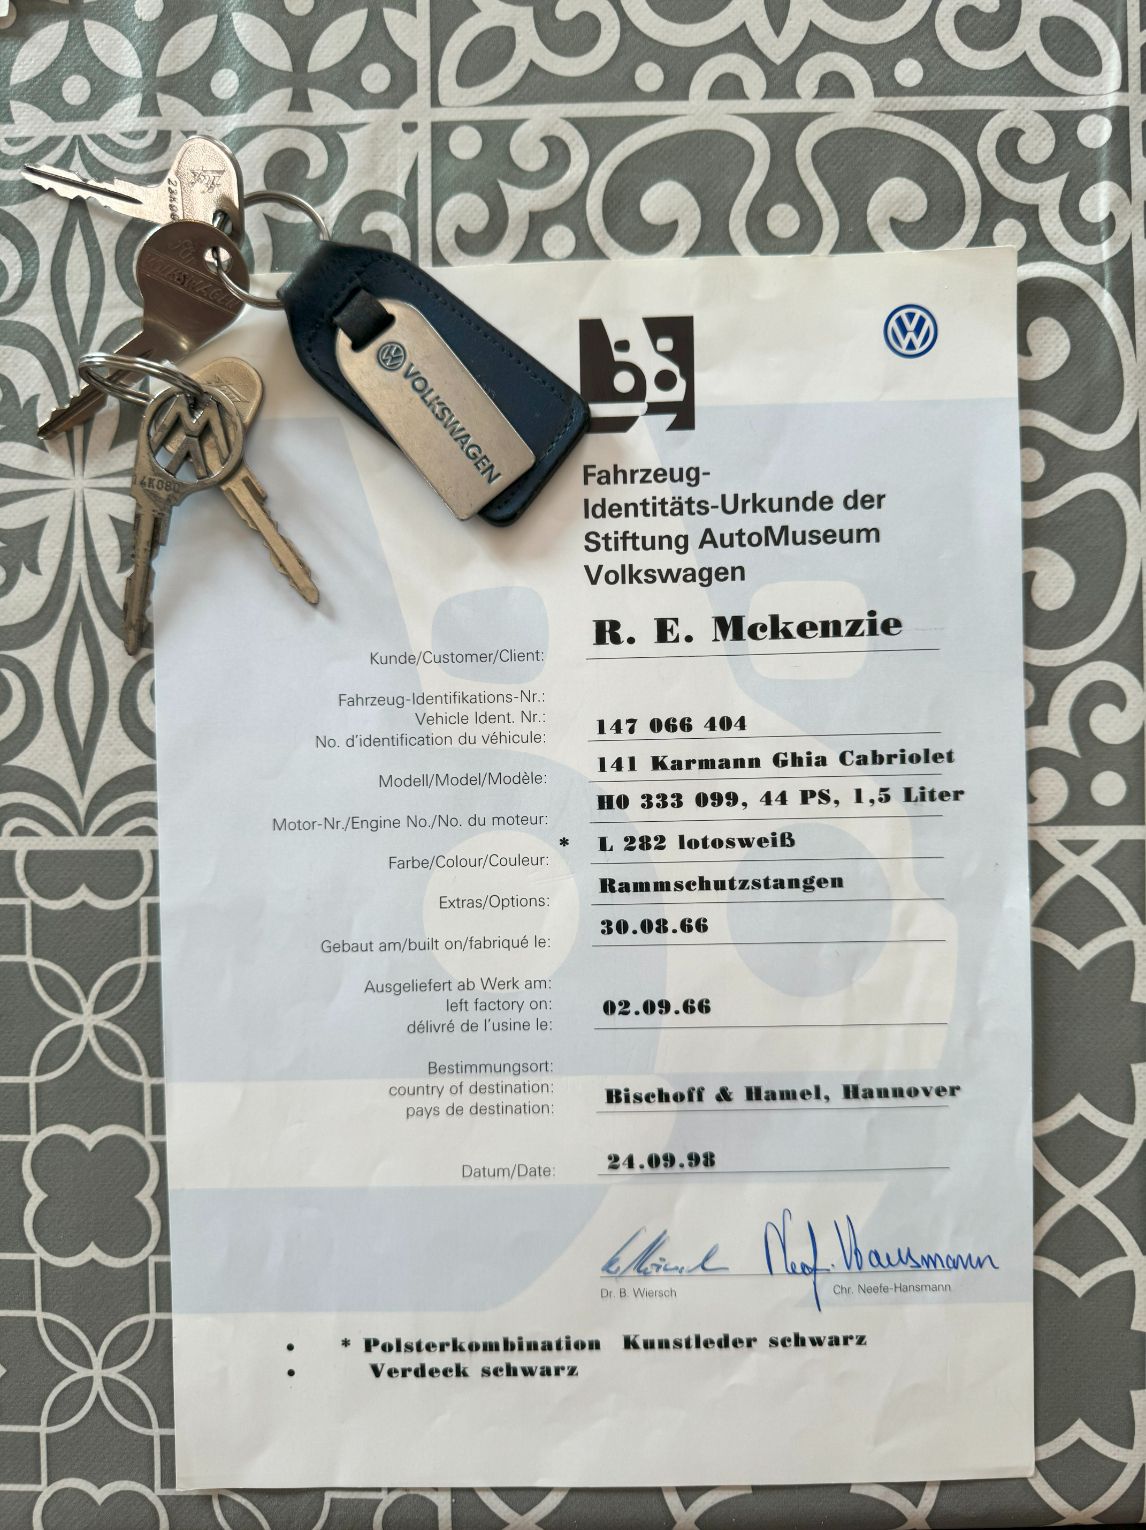 VOLKSWAGEN
VOLKSWAGEN
14K080
Fahrzeug-
Identitäts-Urkunde der
Stiftung AutoMuseum
Volkswagen
Kunde/Customer/Client: R. E. Mckenzie
Fahrzeug-Identifikations-Nr.:
Vehicle Ident. Nr.:
No. d'identification du véhicule: 147 066 404
Modell/Model/Modèle: 141 Karmann Ghia Cabriolet
Motor-Nr./Engine No./No. du moteur: H0 333 099, 44 PS, 1,5 Liter
Farbe/Colour/Couleur: * L 282 lotosweiß
Extras/Options: Rammschutzstangen
Gebaut am/built on/fabriqué le: 30.08.66
Ausgeliefert ab Werk am:
left factory on: 02.09.66
délivré de l'usine le:
Bestimmungsort:
country of destination: Bischoff & Hamel, Hannover
pays de destination:
Datum/Date: 24.09.98
Neef. Hansmann
Dr. B. Wiersch Chr. Neefe-Hansmann
• * Polsterkombination Kunstleder schwarz
• Verdeck schwarz